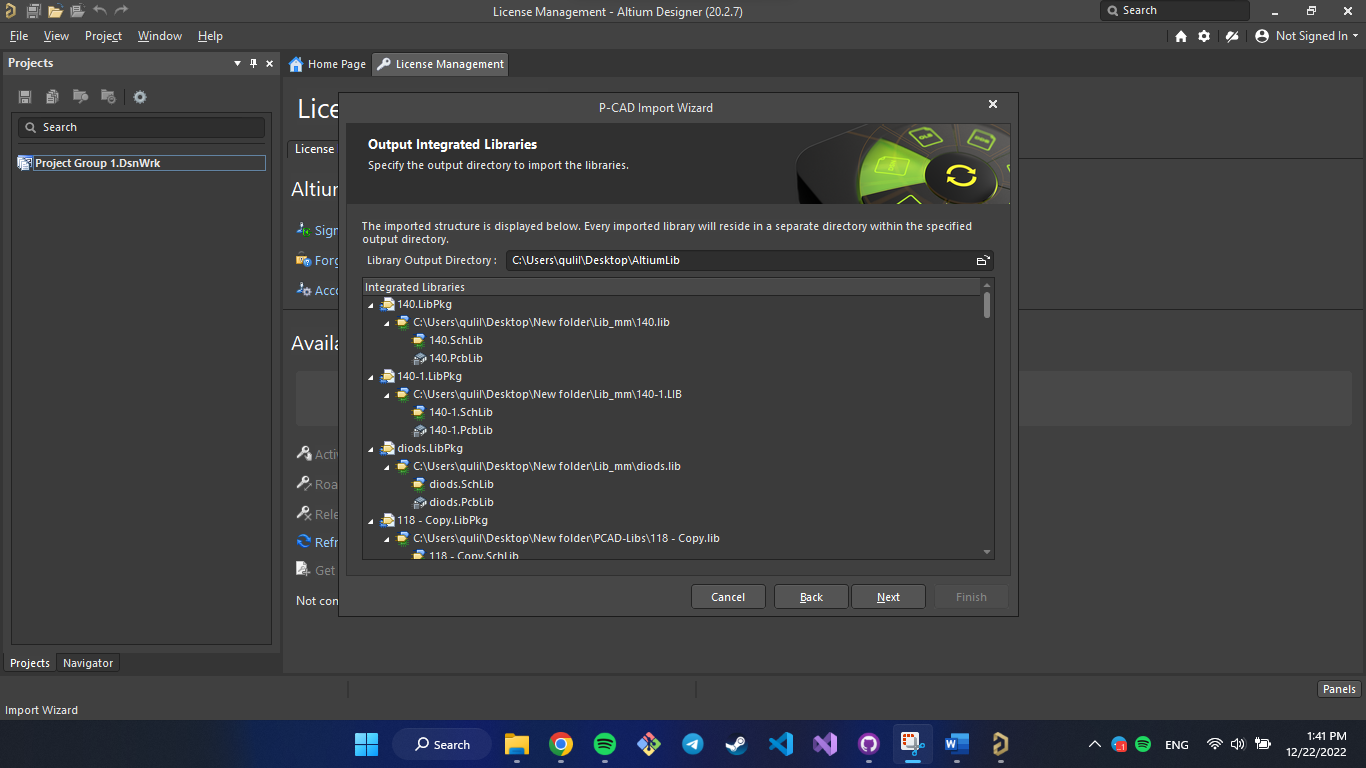 License Management - Altium Designer (20.2.7)
Search
File View Project Window Help
Not Signed In
Projects
Home Page
License Management
Search
Project Group 1.DsnWrk
Lice
License
Altiun
Sign
Forg
Acco
Availa
Activ
Roa
Rele
Refr
Get
Not con
P-CAD Import Wizard
Output Integrated Libraries
Specify the output directory to import the libraries.
The imported structure is displayed below. Every imported library will reside in a separate directory within the specified
output directory.
Library Output Directory : C:\Users\qulil\Desktop\AltiumLib
Integrated Libraries
140.LibPkg
C:\Users\qulil\Desktop\New folder\Lib_mm\140.lib
140.SchLib
140.PcbLib
140-1.LibPkg
C:\Users\qulil\Desktop\New folder\Lib_mm\140-1.LIB
140-1.SchLib
140-1.PcbLib
diods.LibPkg
C:\Users\qulil\Desktop\New folder\Lib_mm\diods.lib
diods.SchLib
diods.PcbLib
118 - Copy.LibPkg
C:\Users\qulil\Desktop\New folder\PCAD-Libs\118 - Copy.lib
118 - Copy.SchLib
Cancel Back Next Finish
Projects Navigator
Panels
Import Wizard
Search
ENG
1:41 PM
12/22/2022